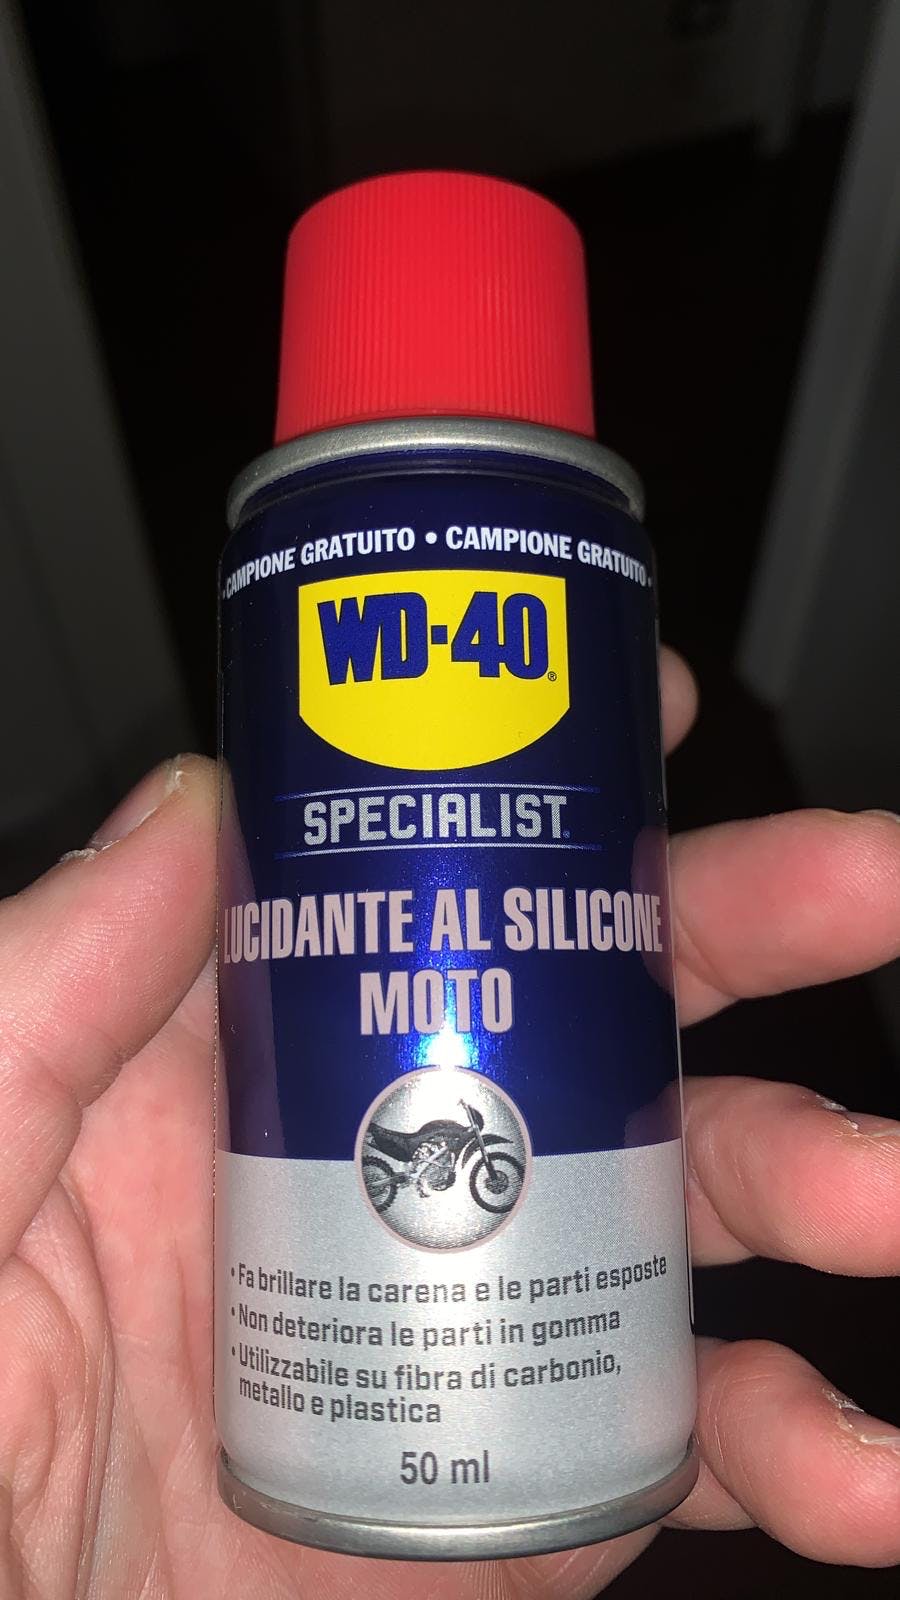 • CAMPIONE GRATUITO • CAMPIONE GRATUITO •
WD-40®
SPECIALIST®
LUCIDANTE AL SILICONE
MOTO
• Fa brillare la carena e le parti esposte
• Non deteriora le parti in gomma
• Utilizzabile su fibra di carbonio,
metallo e plastica
50 ml